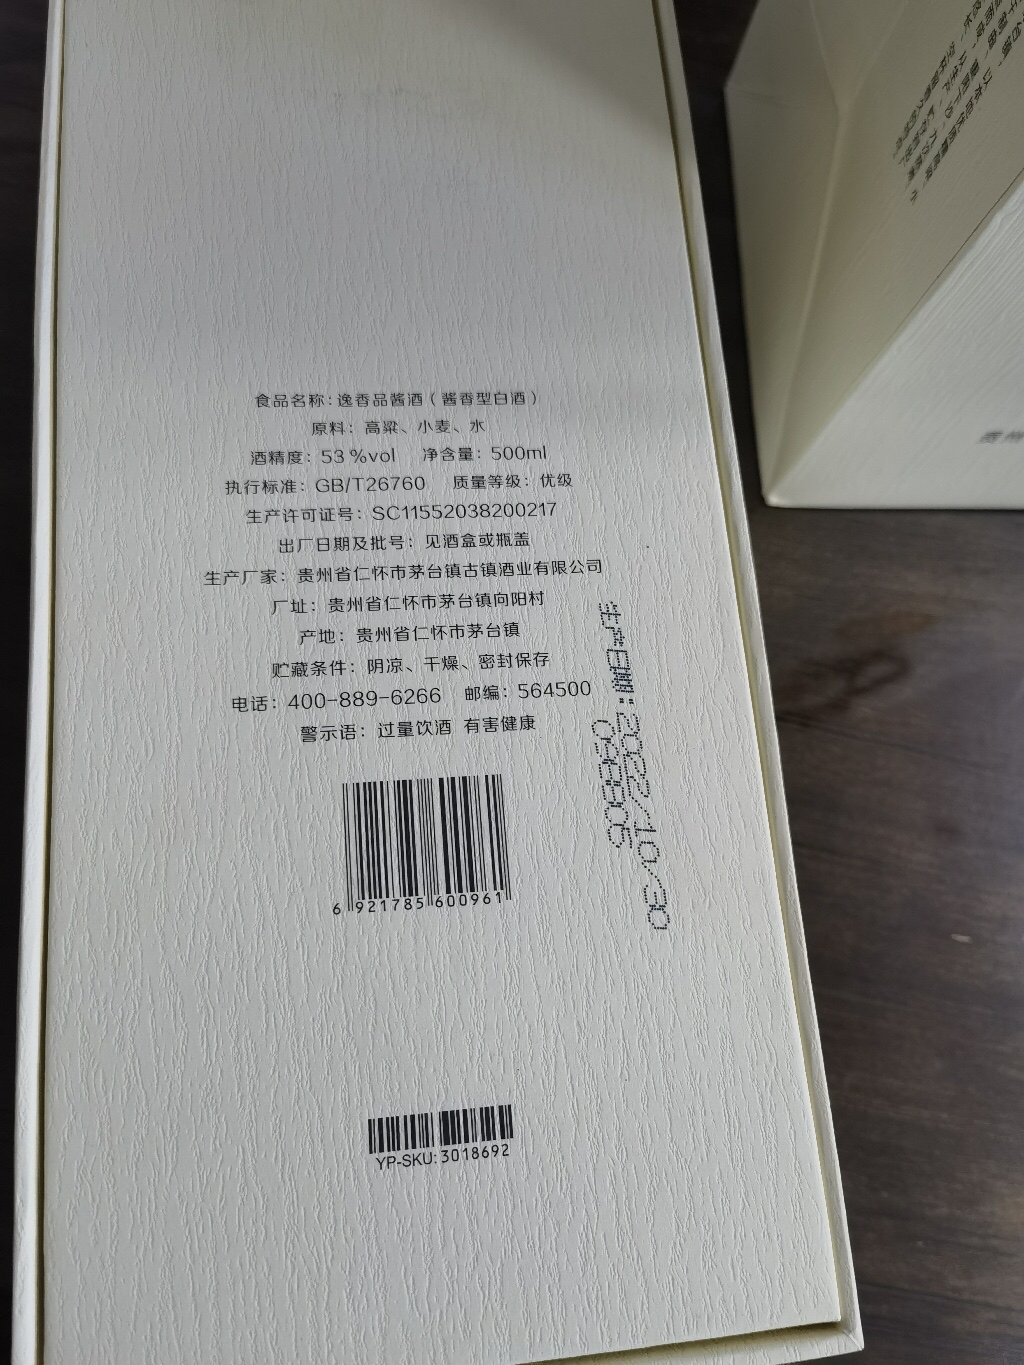 食品名称：逸香品酱酒（酱香型白酒）
原料：高粱、小麦、水
酒精度：53%vol 净含量：500ml
执行标准：GB/T26760 质量等级：优级
生产许可证号：SC11552038200217
出厂日期及批号：见酒盒或瓶盖
生产厂家：贵州省仁怀市茅台镇古镇酒业有限公司
厂址：贵州省仁怀市茅台镇向阳村
产地：贵州省仁怀市茅台镇
贮藏条件：阴凉、干燥、密封保存
电话：400-889-6266 邮编：564500
警示语：过量饮酒 有害健康
生产日期：2022/10/30
6 921785 600961
YP-SKU:3018692